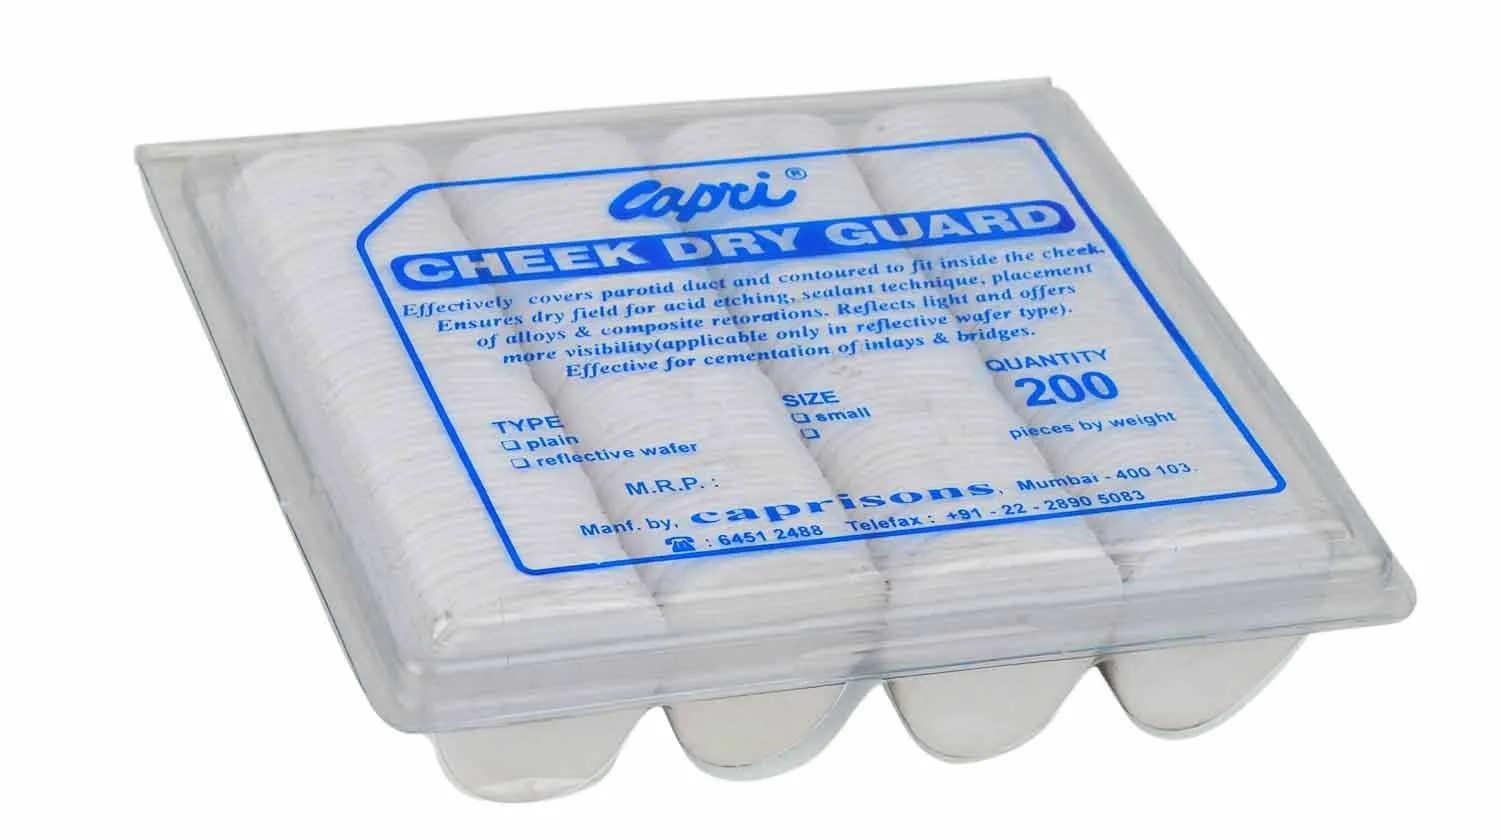 Capri®
CHEEK DRY GUARD
Effectively covers parotid duct and contoured to fit inside the cheek.
Ensures dry field for acid etching, sealant technique, placement
of alloys & composite retorations. Reflects light and offers
more visibility(applicable only in reflective wafer type).
Effective for cementation of inlays & bridges.
TYPE
❑ plain
❑ reflective wafer
SIZE
❑ small
❑
QUANTITY
200
pieces by weight
M.R.P. :
Manf. by, caprisons, Mumbai - 400 103.
☎ : 6451 2488 Telefax : +91 - 22 - 2890 5083